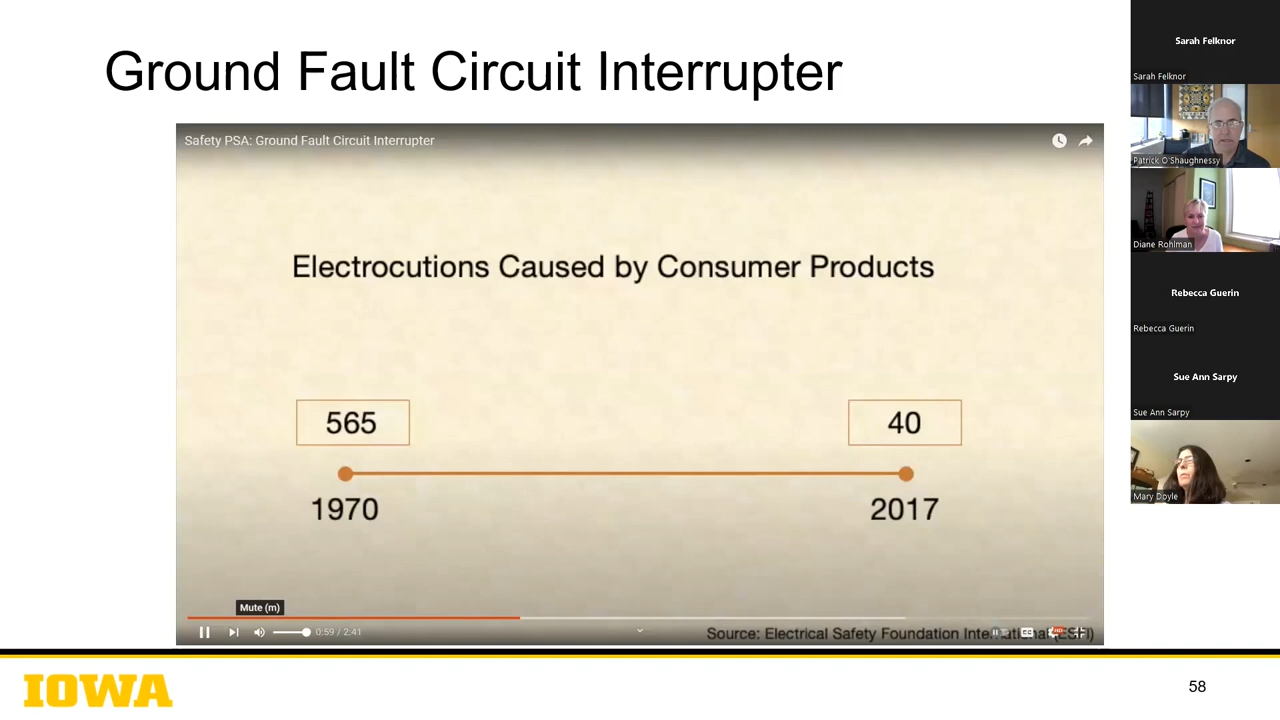 Ground Fault Circuit Interrupter
Safety PSA: Ground Fault Circuit Interrupter
Electrocutions Caused by Consumer Products
565
40
1970
2017
Mute (m)
0:59 / 2:41
Source: Electrical Safety Foundation International (ESFI)
IOWA
58
Sarah Felknor
Sarah Felknor
Patrick O'Shaughnessy
Diane Rohlman
Rebecca Guerin
Rebecca Guerin
Sue Ann Sarpy
Sue Ann Sarpy
Mary Doyle